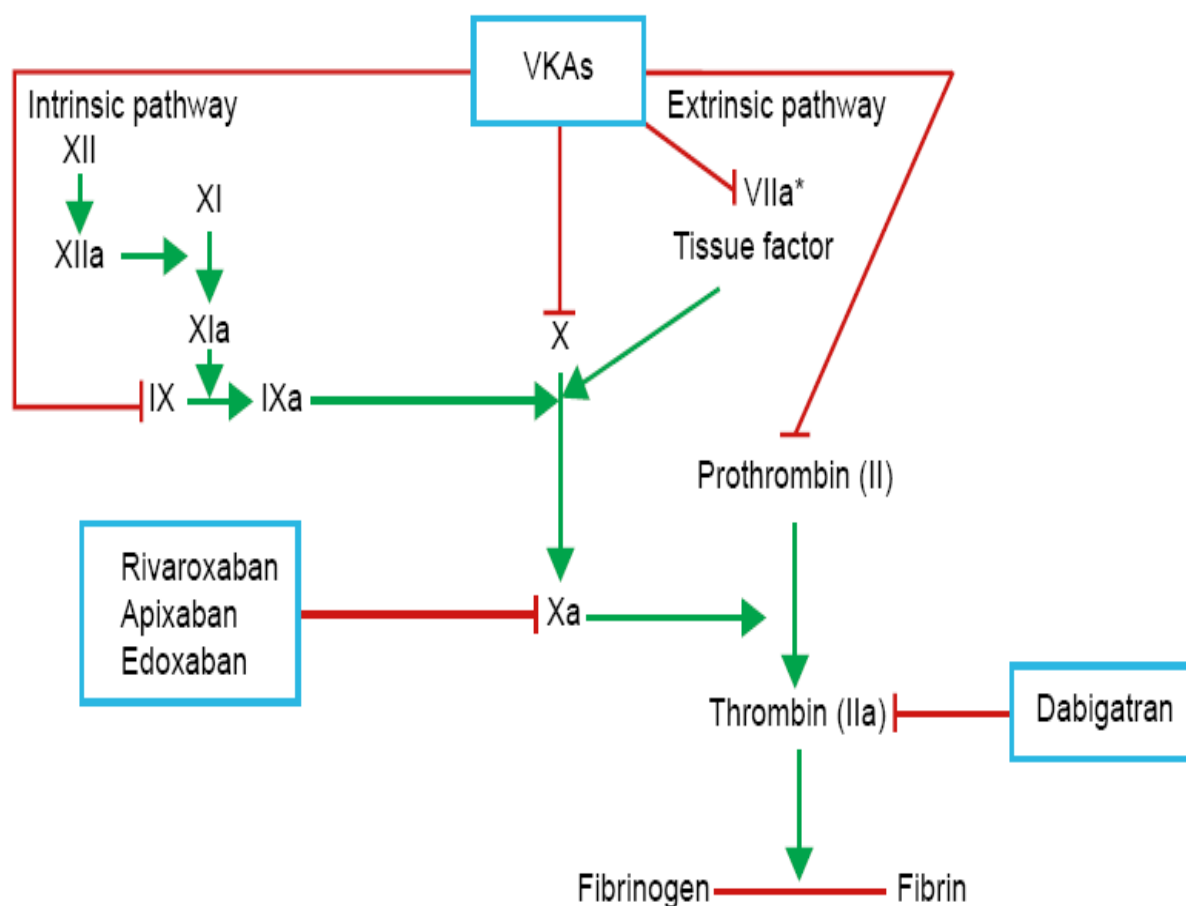 VKAs
Intrinsic pathway
Extrinsic pathway
XII
XI
VIIa*
XIIa
Tissue factor
XIa
X
IX
IXa
Prothrombin (II)
Rivaroxaban
Apixaban
Edoxaban
Xa
Thrombin (IIa)
Dabigatran
Fibrinogen
Fibrin